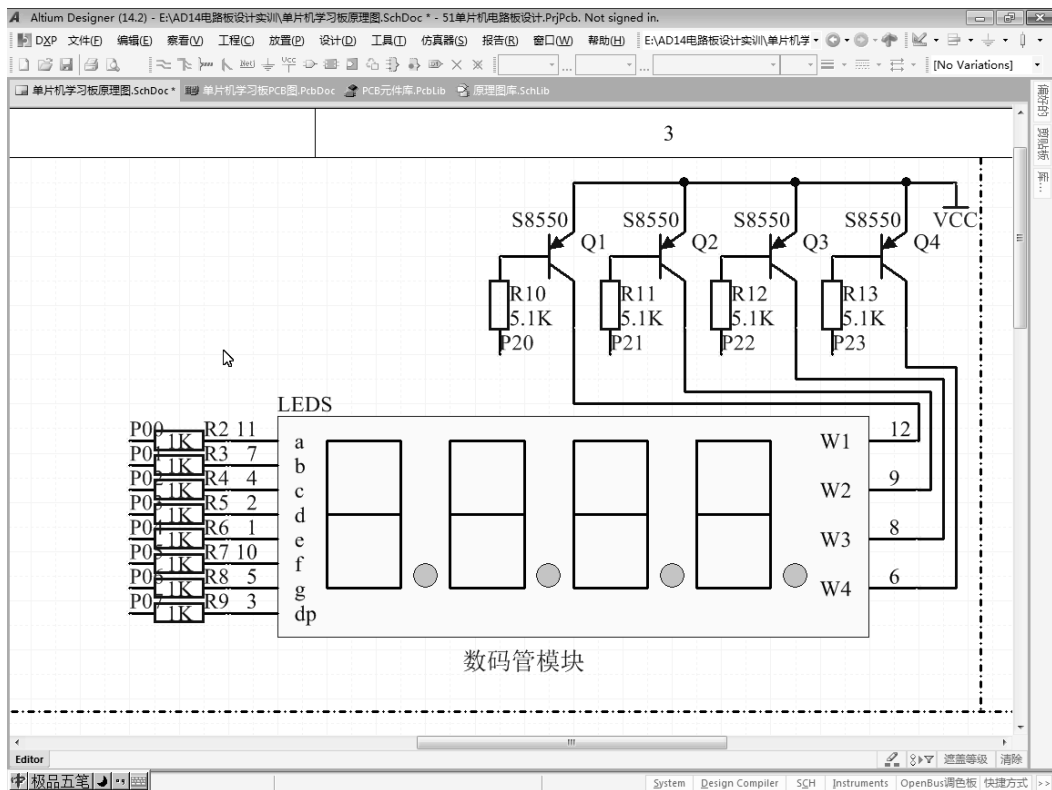 Altium Designer (14.2) - E:\AD14电路板设计实训\单片机学习板原理图.SchDoc * - 51单片机电路板设计.PrjPcb. Not signed in.
DXP 文件(F) 编辑(E) 察看(V) 工程(C) 放置(P) 设计(D) 工具(T) 仿真器(S) 报告(R) 窗口(W) 帮助(H) E:\AD14电路板设计实训\单片机学
Net Vcc ... ... [No Variations]
单片机学习板原理图.SchDoc * 单片机学习板PCB图.PcbDoc PCB元件库.PcbLib 原理图库.SchLib
偏好的
剪贴板
库...
3
S8550 S8550 S8550 S8550 VCC
Q1 Q2 Q3 Q4
R10 R11 R12 R13
5.1K 5.1K 5.1K 5.1K
P20 P21 P22 P23
LEDS
P00 1K R2 11 a W1 12
P01 1K R3 7 b
P02 1K R4 4 c W2 9
P03 1K R5 2 d
P04 1K R6 1 e W3 8
P05 1K R7 10 f
P06 1K R8 5 g W4 6
P07 1K R9 3 dp
数码管模块
Editor 遮盖等级 清除
中 极品五笔
System Design Compiler SCH Instruments OpenBus调色板 快捷方式 >>